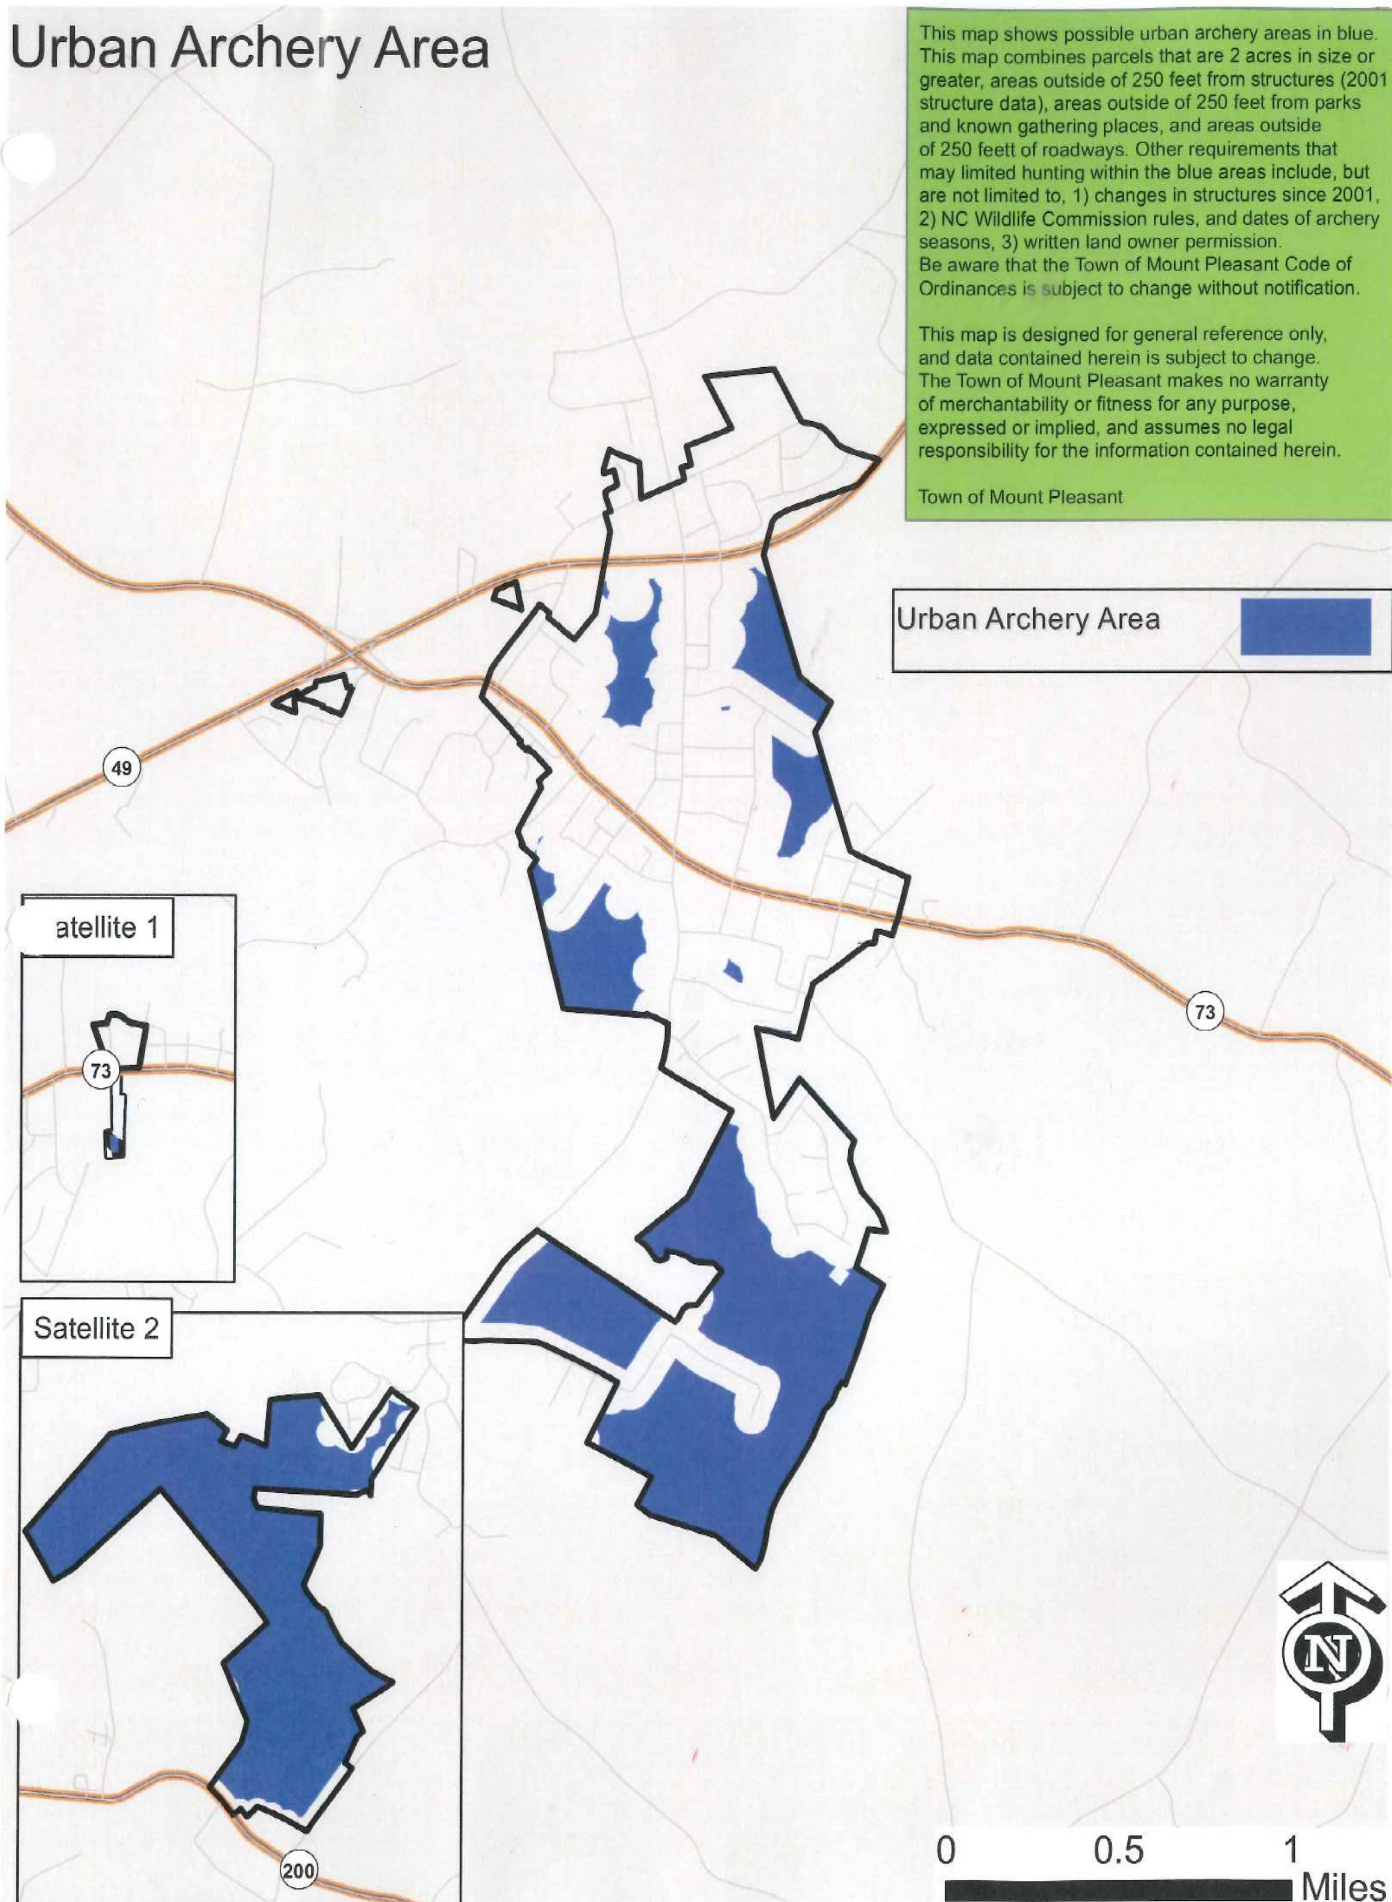 Urban Archery Area
This map shows possible urban archery areas in blue.
This map combines parcels that are 2 acres in size or
greater, areas outside of 250 feet from structures (2001
structure data), areas outside of 250 feet from parks
and known gathering places, and areas outside
of 250 feett of roadways. Other requirements that
may limited hunting within the blue areas include, but
are not limited to, 1) changes in structures since 2001,
2) NC Wildlife Commission rules, and dates of archery
seasons, 3) written land owner permission.
Be aware that the Town of Mount Pleasant Code of
Ordinances is subject to change without notification.
This map is designed for general reference only,
and data contained herein is subject to change.
The Town of Mount Pleasant makes no warranty
of merchantability or fitness for any purpose,
expressed or implied, and assumes no legal
responsibility for the information contained herein.
Town of Mount Pleasant
Urban Archery Area
49
atellite 1
73
73
Satellite 2
200
N
0 0.5 1
Miles